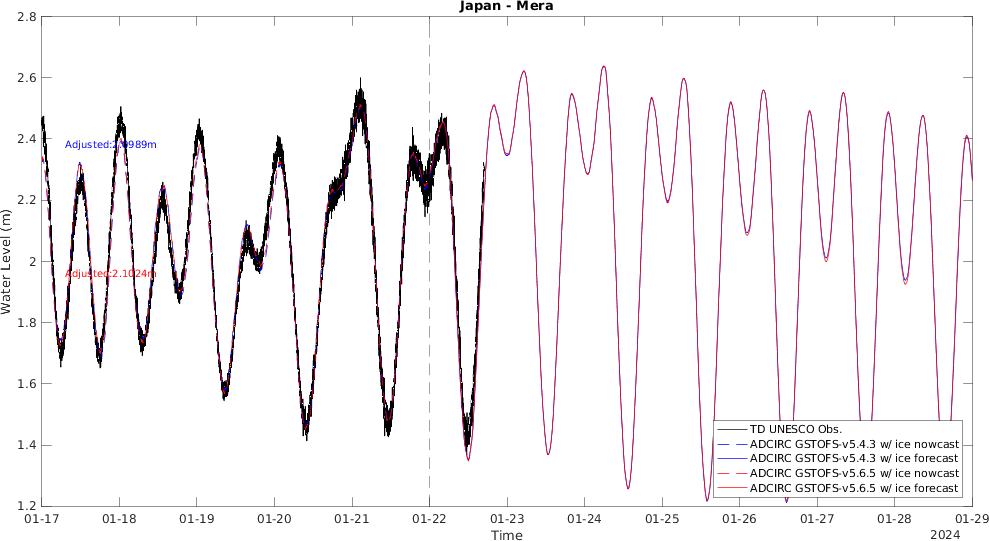 Japan - Mera
2.8
2.6
2.4
2.2
2
1.8
1.6
1.4
1.2
Water Level (m)
Adjusted:2.0989m
Adjusted:2.1024m
TD UNESCO Obs.
ADCIRC GSTOFS-v5.4.3 w/ ice nowcast
ADCIRC GSTOFS-v5.4.3 w/ ice forecast
ADCIRC GSTOFS-v5.6.5 w/ ice nowcast
ADCIRC GSTOFS-v5.6.5 w/ ice forecast
01-17 01-18 01-19 01-20 01-21 01-22 01-23 01-24 01-25 01-26 01-27 01-28 01-29
Time
2024